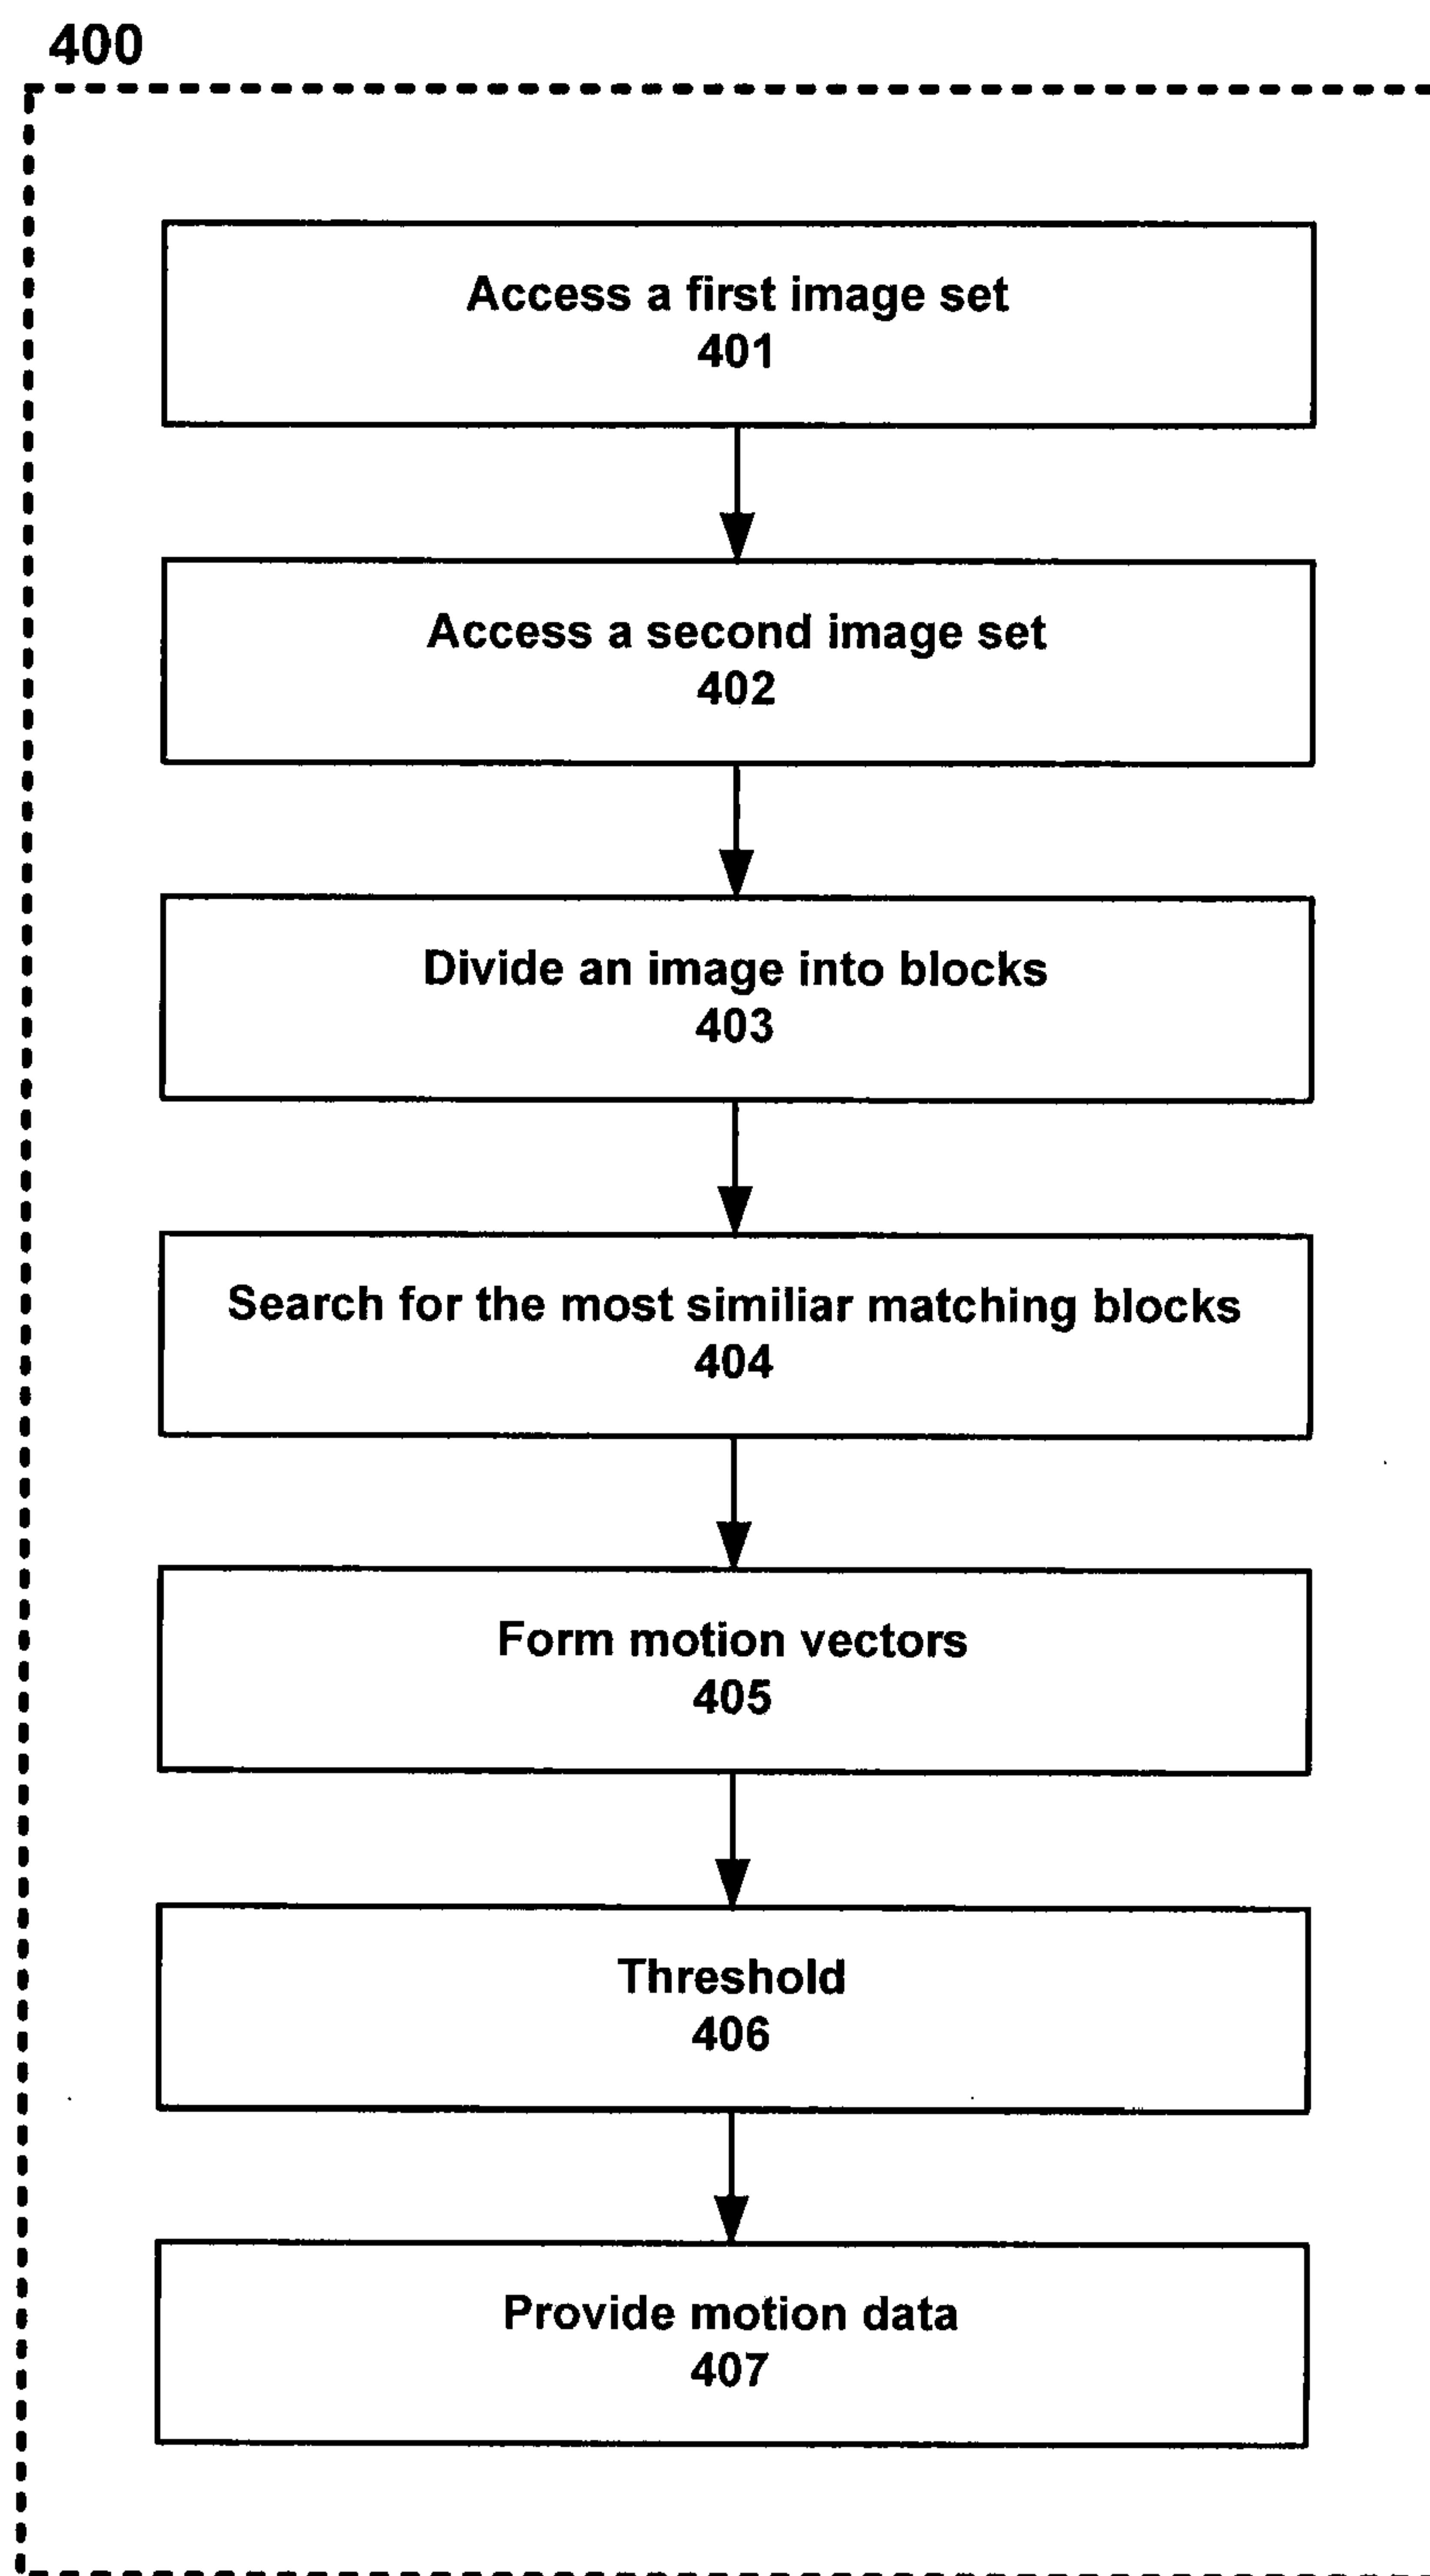 400
Access a first image set
401
Access a second image set
402
Divide an image into blocks
403
Search for the most similiar matching blocks
404
Form motion vectors
405
Threshold
406
Provide motion data
407